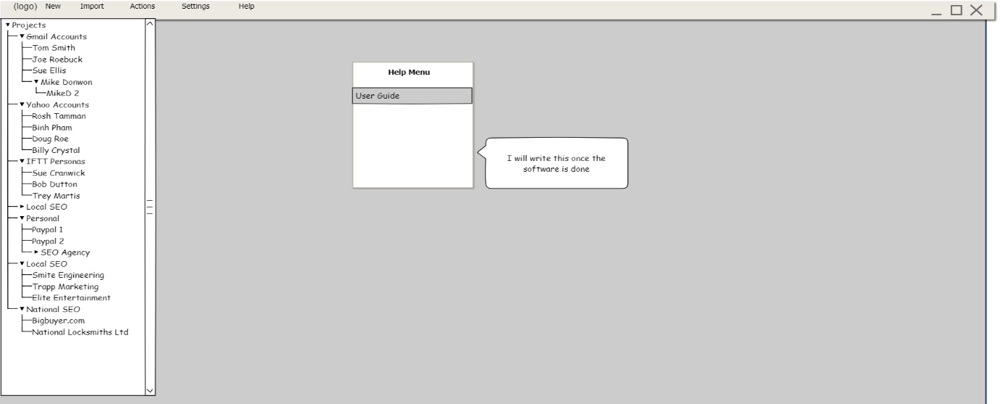 (logo) New Import Actions Settings Help
Projects
Gmail Accounts
Tom Smith
Joe Roebuck
Sue Ellis
Mike Donwon
MikeD 2
Yahoo Accounts
Rosh Tamman
Binh Pham
Doug Roe
Billy Crystal
IFTT Personas
Sue Cranwick
Bob Dutton
Trey Martis
Local SEO
Personal
Paypal 1
Paypal 2
SEO Agency
Local SEO
Smite Engineering
Trapp Marketing
Elite Entertainment
National SEO
Bigbuyer.com
National Locksmiths Ltd
Help Menu
User Guide
I will write this once the
software is done